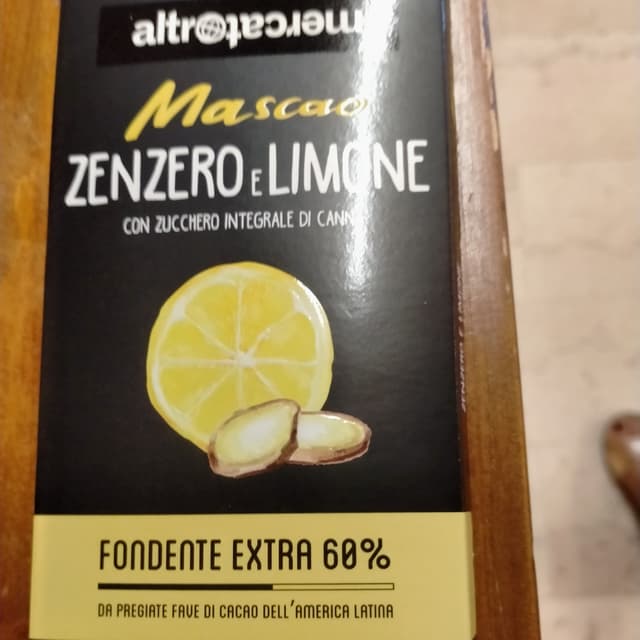 altromercato
Mascao
ZENZERO E LIMONE
CON ZUCCHERO INTEGRALE DI CANN
FONDENTE EXTRA 60%
DA PREGIATE FAVE DI CACAO DELL'AMERICA LATINA